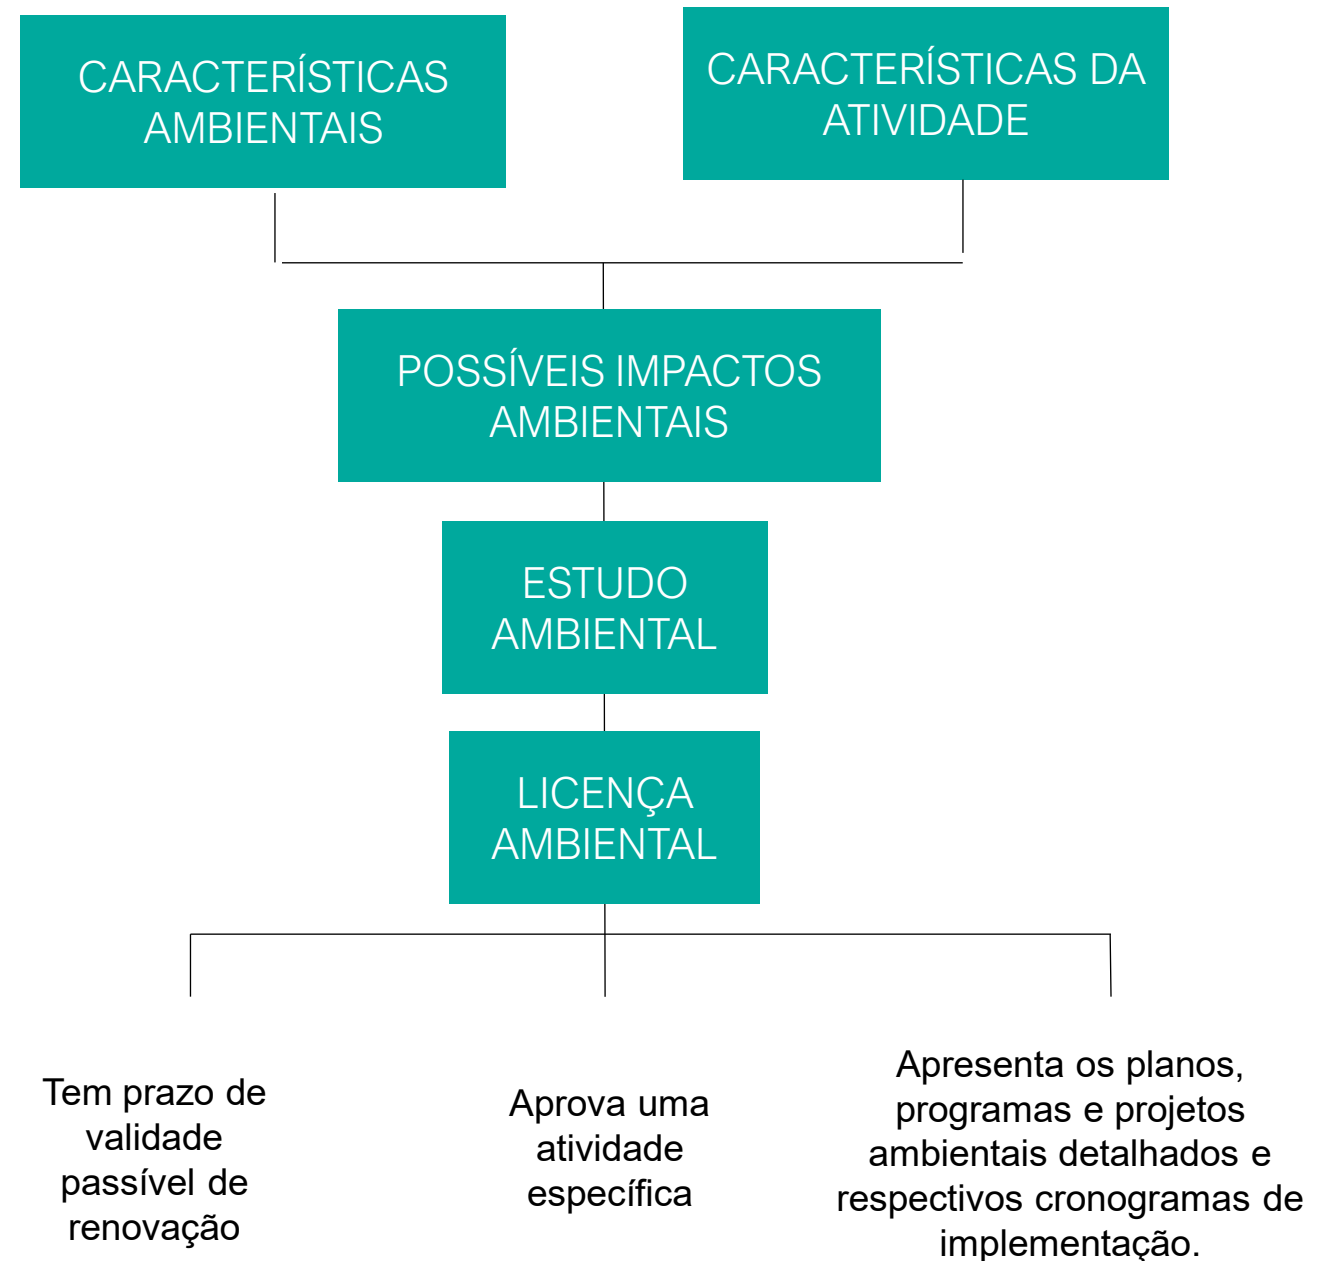 CARACTERÍSTICAS
AMBIENTAIS
CARACTERÍSTICAS DA
ATIVIDADE
POSSÍVEIS IMPACTOS
AMBIENTAIS
ESTUDO
AMBIENTAL
LICENÇA
AMBIENTAL
Tem prazo de
validade
passível de
renovação
Aprova uma
atividade
específica
Apresenta os planos,
programas e projetos
ambientais detalhados e
respectivos cronogramas de
implementação.